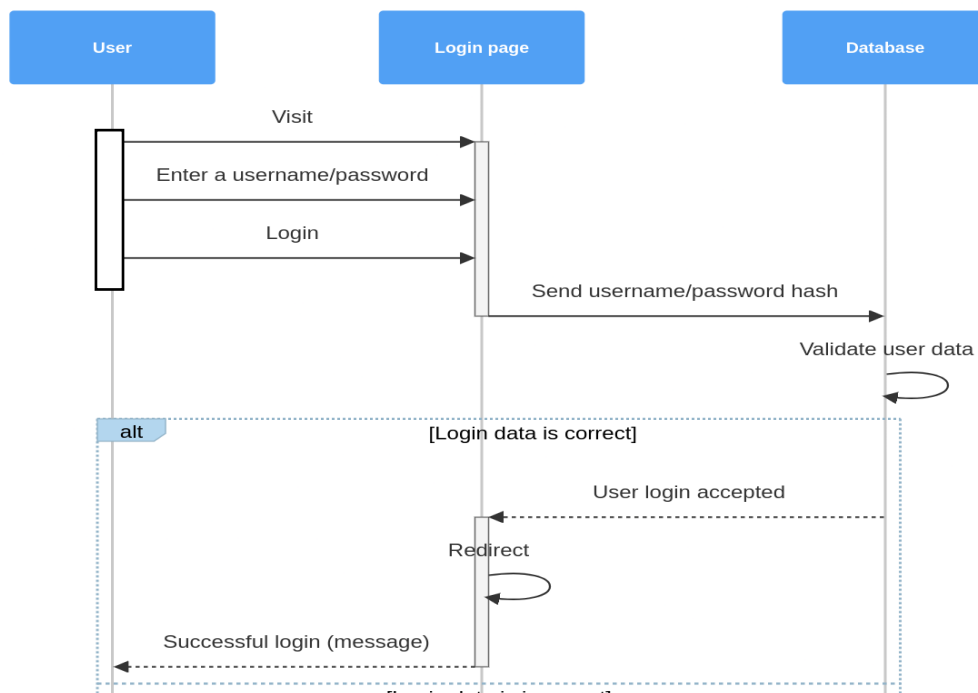 User
Login page
Database
Visit
Enter a username/password
Login
Send username/password hash
Validate user data
alt
[Login data is correct]
User login accepted
Redirect
Successful login (message)